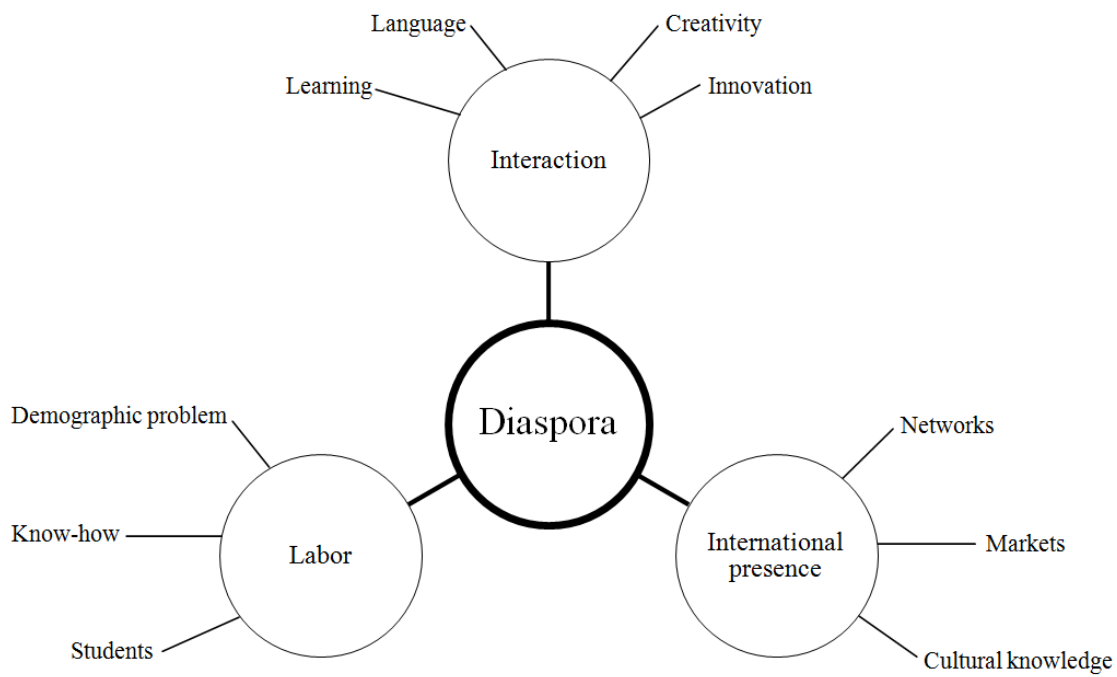 Language
Creativity
Learning
Innovation
Interaction
Diaspora
Demographic problem
Know-how
Labor
Students
Networks
International
presence
Markets
Cultural knowledge